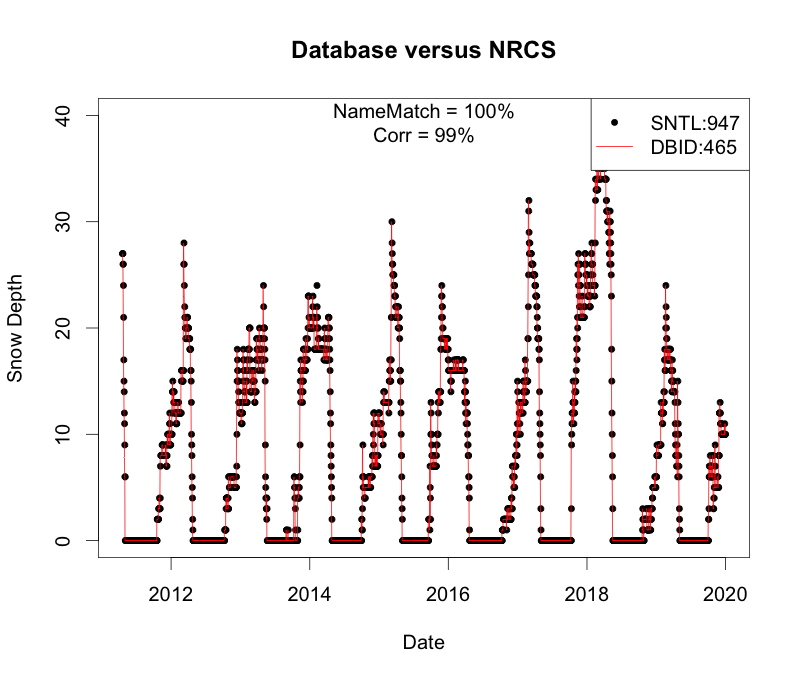 Database versus NRCS
NameMatch = 100%
Corr = 99%
SNTL:947
DBID:465
Snow Depth
40
30
20
10
0
2012 2014 2016 2018 2020
Date